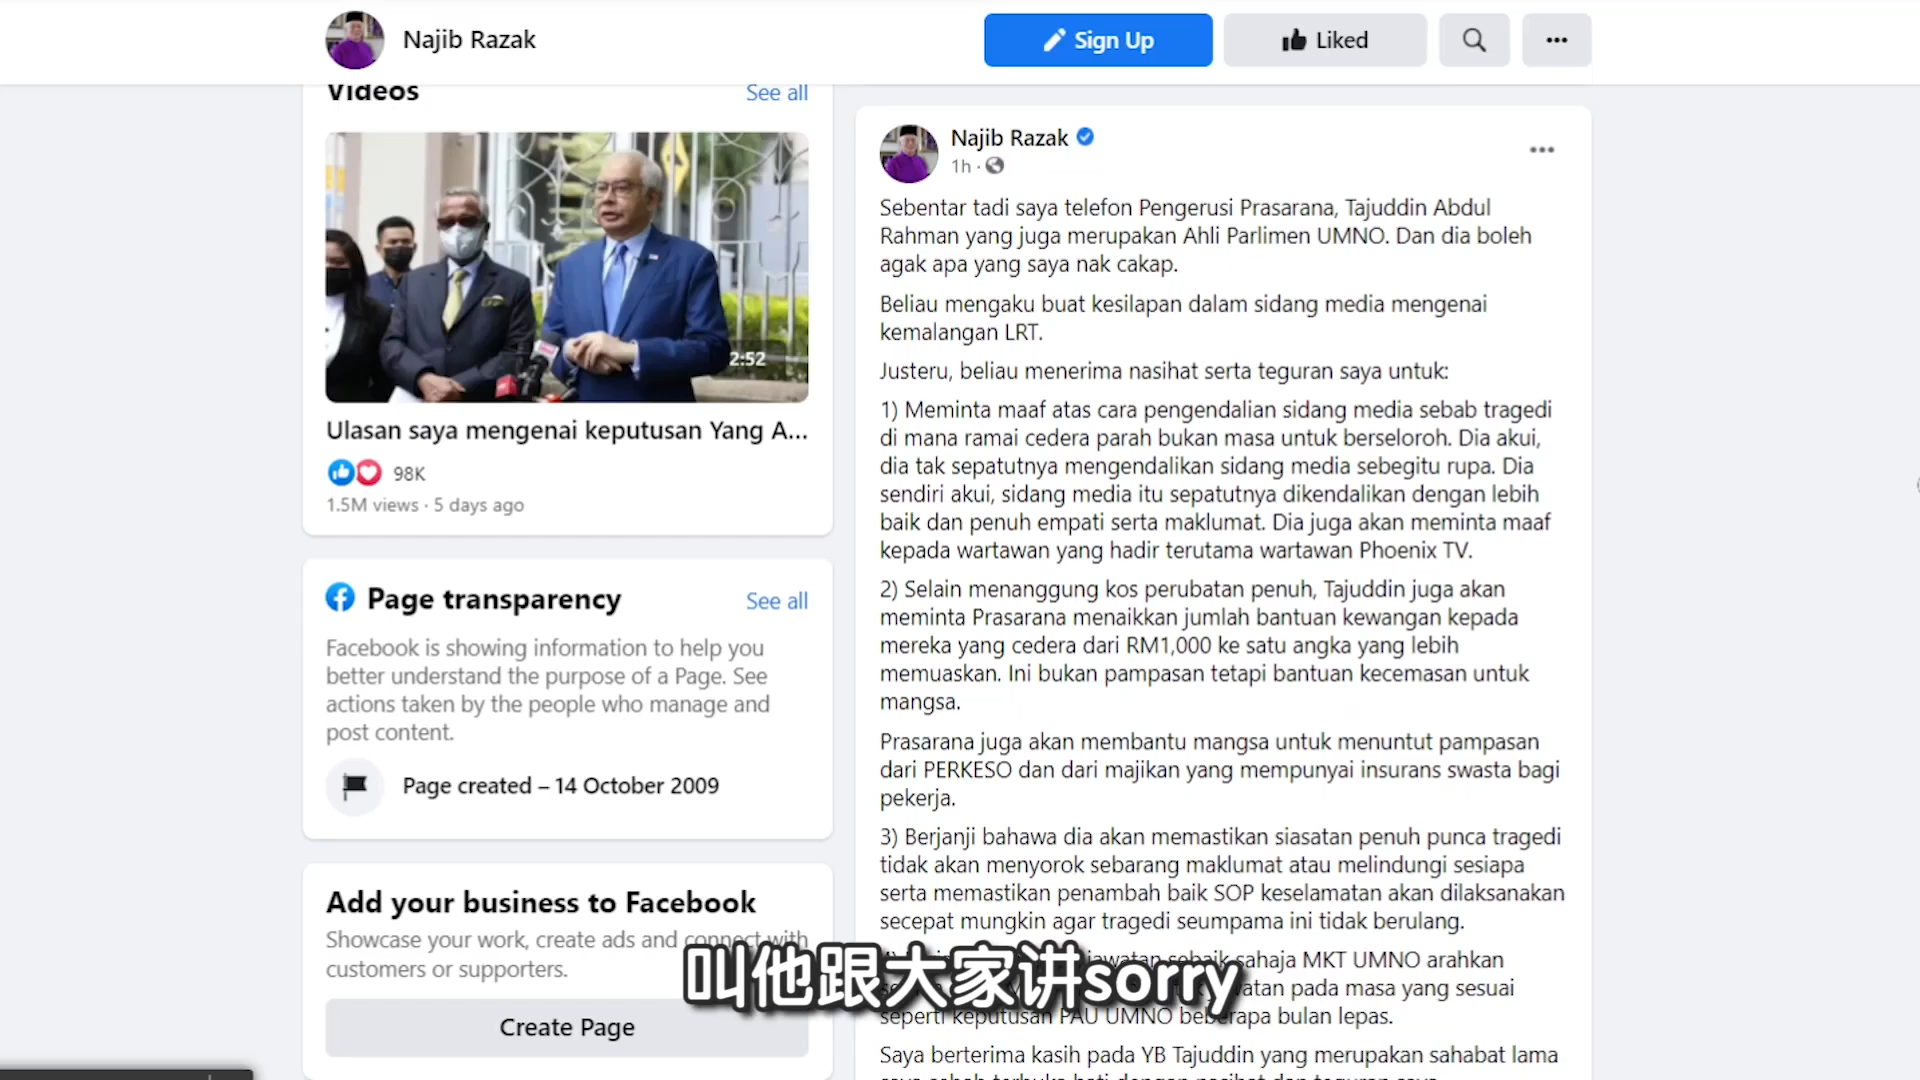 Najib Razak
Sign Up
Liked
Videos
See all
2:52
Ulasan saya mengenai keputusan Yang A...
98K
1.5M views · 5 days ago
Page transparency
See all
Facebook is showing information to help you
better understand the purpose of a Page. See
actions taken by the people who manage and
post content.
Page created – 14 October 2009
Add your business to Facebook
Showcase your work, create ads and connect with
customers or supporters.
Create Page
Najib Razak
1h ·
Sebentar tadi saya telefon Pengerusi Prasarana, Tajuddin Abdul
Rahman yang juga merupakan Ahli Parlimen UMNO. Dan dia boleh
agak apa yang saya nak cakap.
Beliau mengaku buat kesilapan dalam sidang media mengenai
kemalangan LRT.
Justeru, beliau menerima nasihat serta teguran saya untuk:
1) Meminta maaf atas cara pengendalian sidang media sebab tragedi
di mana ramai cedera parah bukan masa untuk berseloroh. Dia akui,
dia tak sepatutnya mengendalikan sidang media sebegitu rupa. Dia
sendiri akui, sidang media itu sepatutnya dikendalikan dengan lebih
baik dan penuh empati serta maklumat. Dia juga akan meminta maaf
kepada wartawan yang hadir terutama wartawan Phoenix TV.
2) Selain menanggung kos perubatan penuh, Tajuddin juga akan
meminta Prasarana menaikkan jumlah bantuan kewangan kepada
mereka yang cedera dari RM1,000 ke satu angka yang lebih
memuaskan. Ini bukan pampasan tetapi bantuan kecemasan untuk
mangsa.
Prasarana juga akan membantu mangsa untuk menuntut pampasan
dari PERKESO dan dari majikan yang mempunyai insurans swasta bagi
pekerja.
3) Berjanji bahawa dia akan memastikan siasatan penuh punca tragedi
tidak akan menyorok sebarang maklumat atau melindungi sesiapa
serta memastikan penambah baik SOP keselamatan akan dilaksanakan
secepat mungkin agar tragedi seumpama ini tidak berulang.
sebaik sahaja MKT UMNO arahkan
pada masa yang sesuai
seperti keputusan PAU UMNO beberapa bulan lepas.
Saya berterima kasih pada YB Tajuddin yang merupakan sahabat lama
叫他跟大家讲sorry